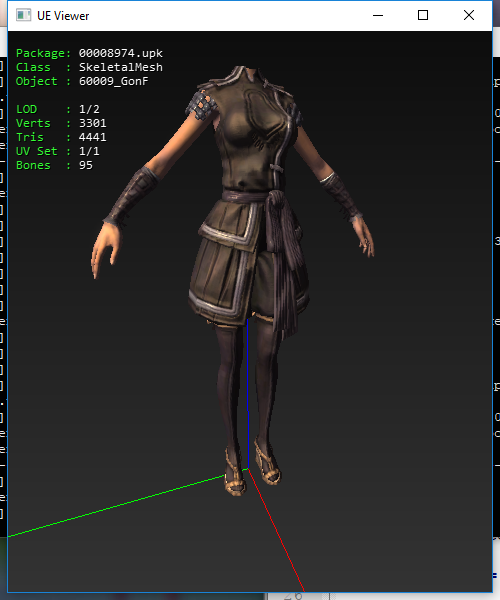 UE Viewer
Package: 00008974.upk
Class  : SkeletalMesh
Object : 60009_GonF
LOD    : 1/2
Verts  : 3301
Tris   : 4441
UV Set : 1/1
Bones  : 95